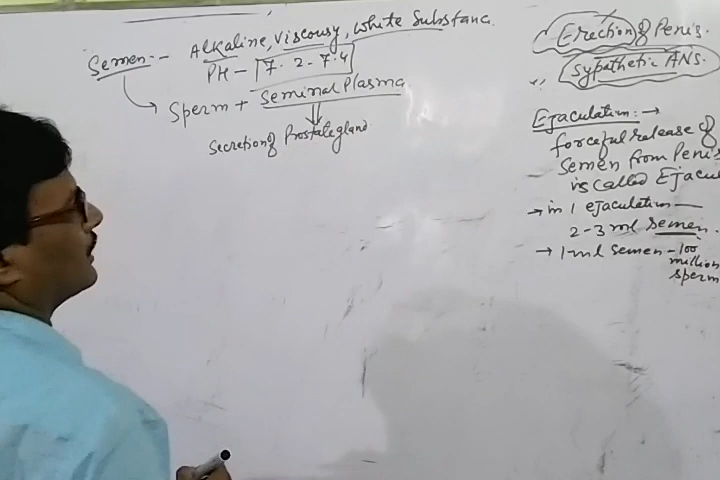 Semen:- Alkaline, Viscousy, White Substanc.
PH - 7.2-7.4
Sperm + Seminal Plasma
Secretion of Prostate gland
Erection of Penis.
Sypathetic ANS.
Ejaculation:→
forceful release of
Semen from Penis
is called Ejacul
→ in 1 ejaculation—
2-3 ml semen.
→ 1 ml semen - 100
million
sperm